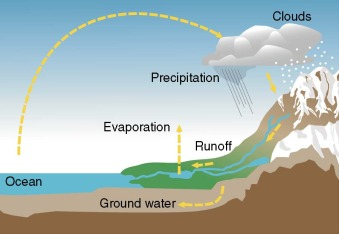 Clouds
Precipitation
Evaporation
Runoff
Ocean
Ground water